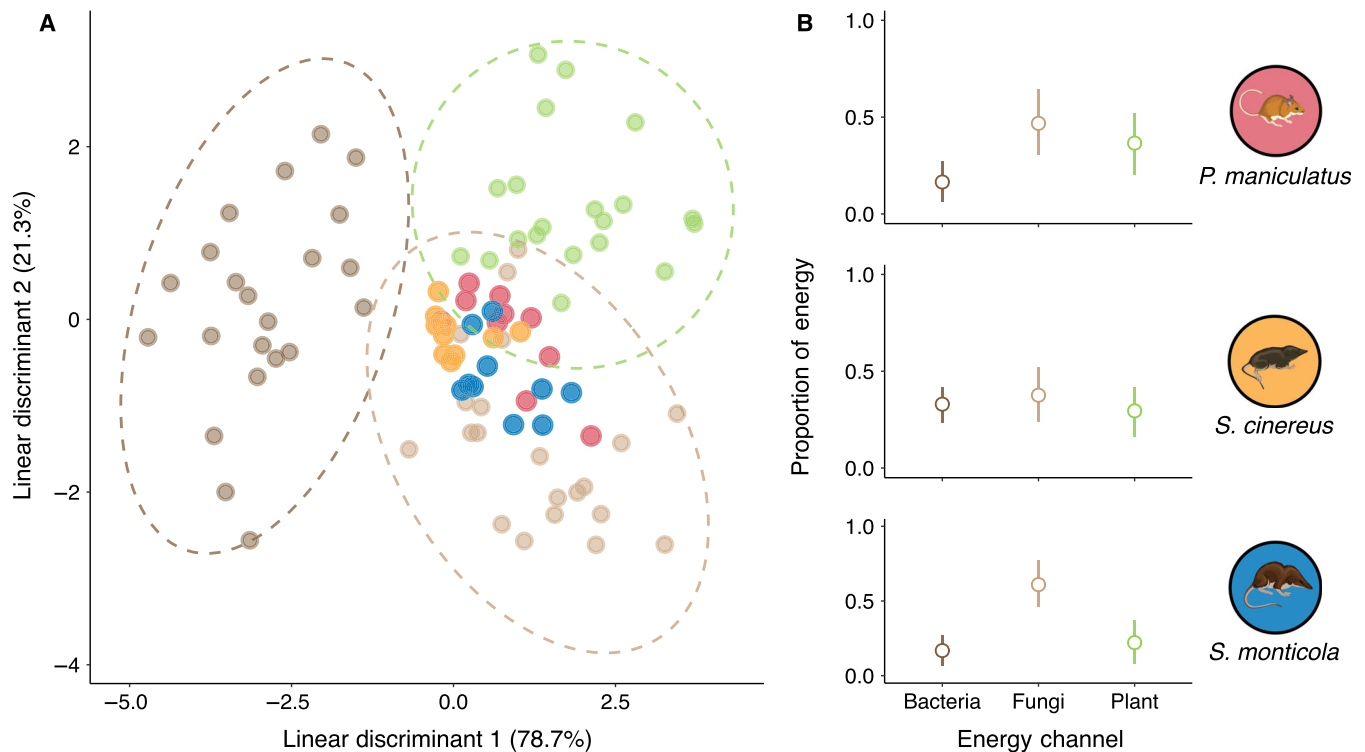 A
Linear discriminant 2 (21.3%)
2
0
−2
−4
−5.0 −2.5 0.0 2.5
Linear discriminant 1 (78.7%)
B
Proportion of energy
1.0
0.5
0.0
P. maniculatus
1.0
0.5
0.0
S. cinereus
1.0
0.5
0.0
S. monticola
Bacteria Fungi Plant
Energy channel